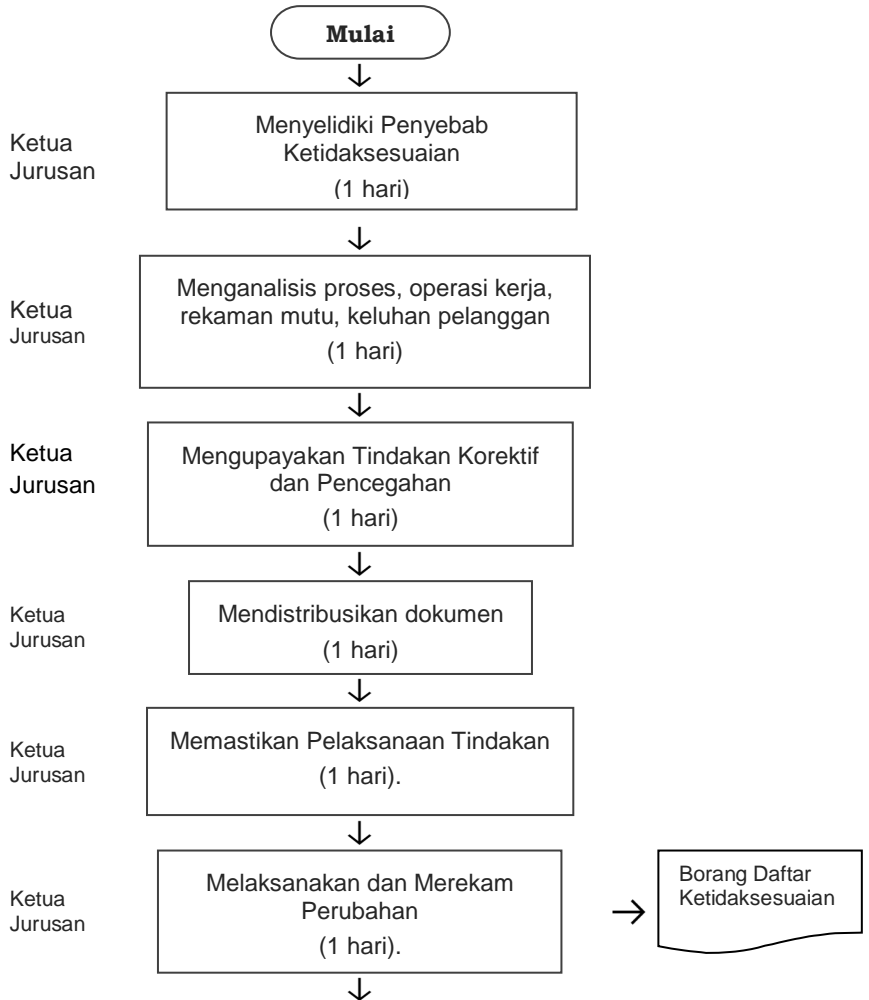 Mulai
Ketua
Jurusan
Menyelidiki Penyebab
Ketidaksesuaian
(1 hari)
Ketua
Jurusan
Menganalisis proses, operasi kerja,
rekaman mutu, keluhan pelanggan
(1 hari)
Ketua
Jurusan
Mengupayakan Tindakan Korektif
dan Pencegahan
(1 hari)
Ketua
Jurusan
Mendistribusikan dokumen
(1 hari)
Ketua
Jurusan
Memastikan Pelaksanaan Tindakan
(1 hari).
Ketua
Jurusan
Melaksanakan dan Merekam
Perubahan
(1 hari).
Borang Daftar
Ketidaksesuaian